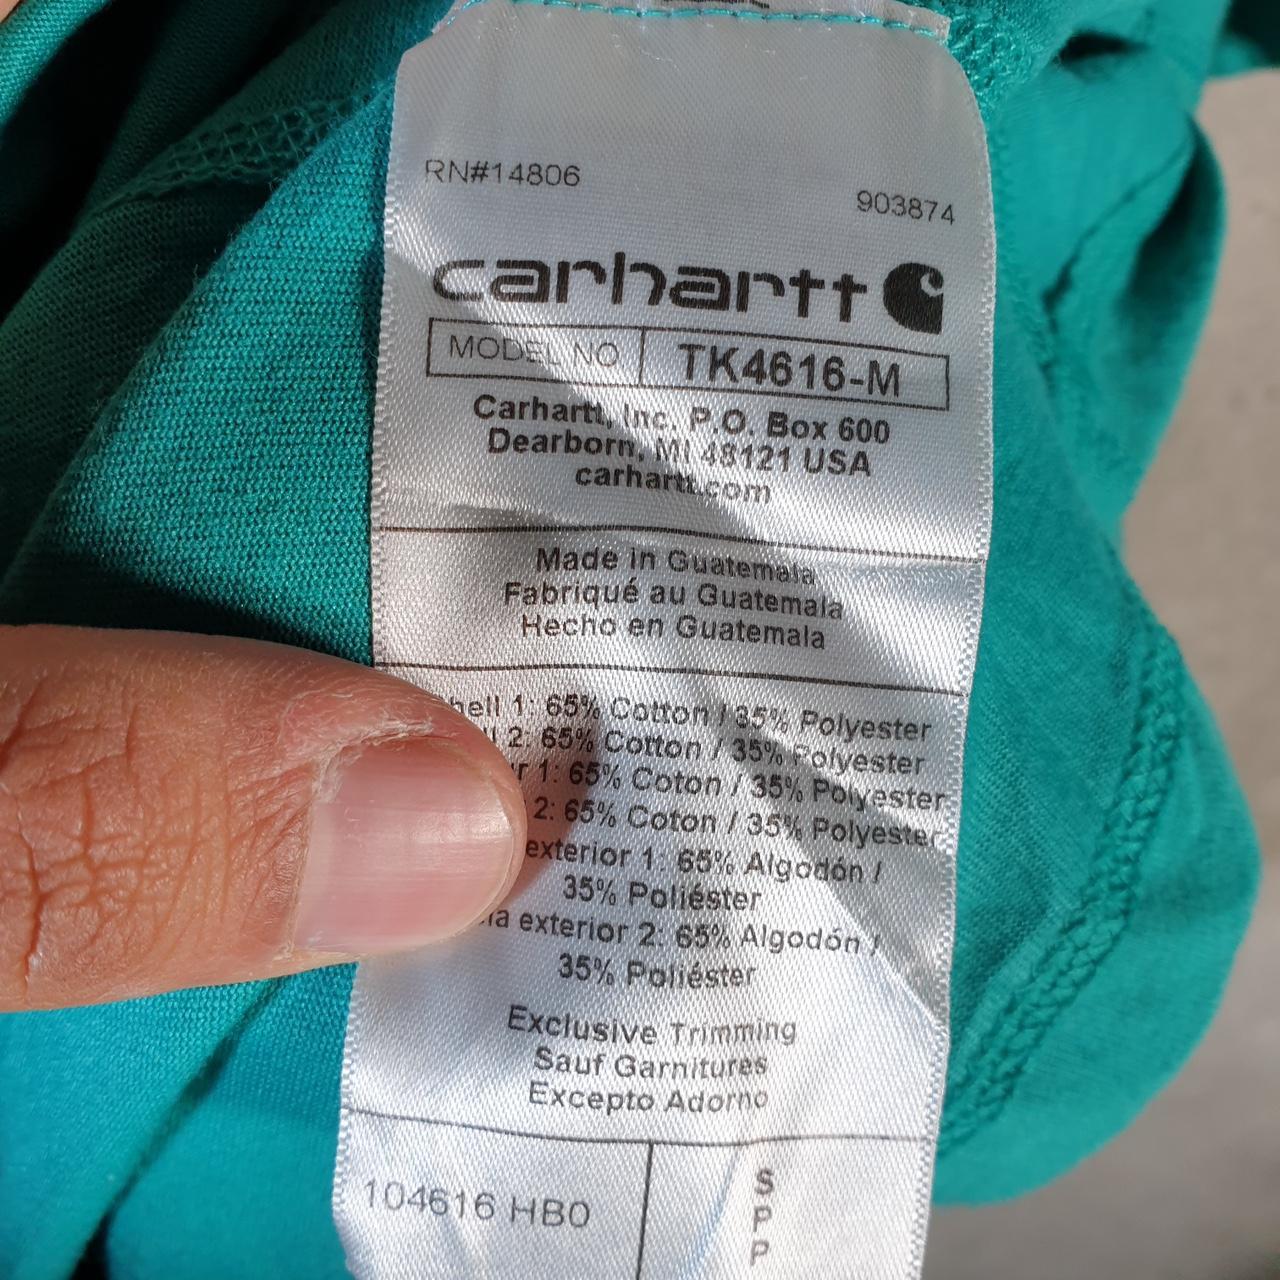 RN#14806
903874
carhartt
MODEL NO TK4616-M
Carhartt, Inc. P.O. Box 600
Dearborn, MI 48121 USA
carhartt.com
Made in Guatemala
Fabriqué au Guatemala
Hecho en Guatemala
hell 1: 65% Cotton / 35% Polyester
2: 65% Cotton / 35% Polyester
r 1: 65% Coton / 35% Polyester
2: 65% Coton / 35% Polyester
exterior 1: 65% Algodón /
35% Poliéster
la exterior 2: 65% Algodón /
35% Poliéster
Exclusive Trimming
Sauf Garnitures
Excepto Adorno
104616 HB0
S
P
P